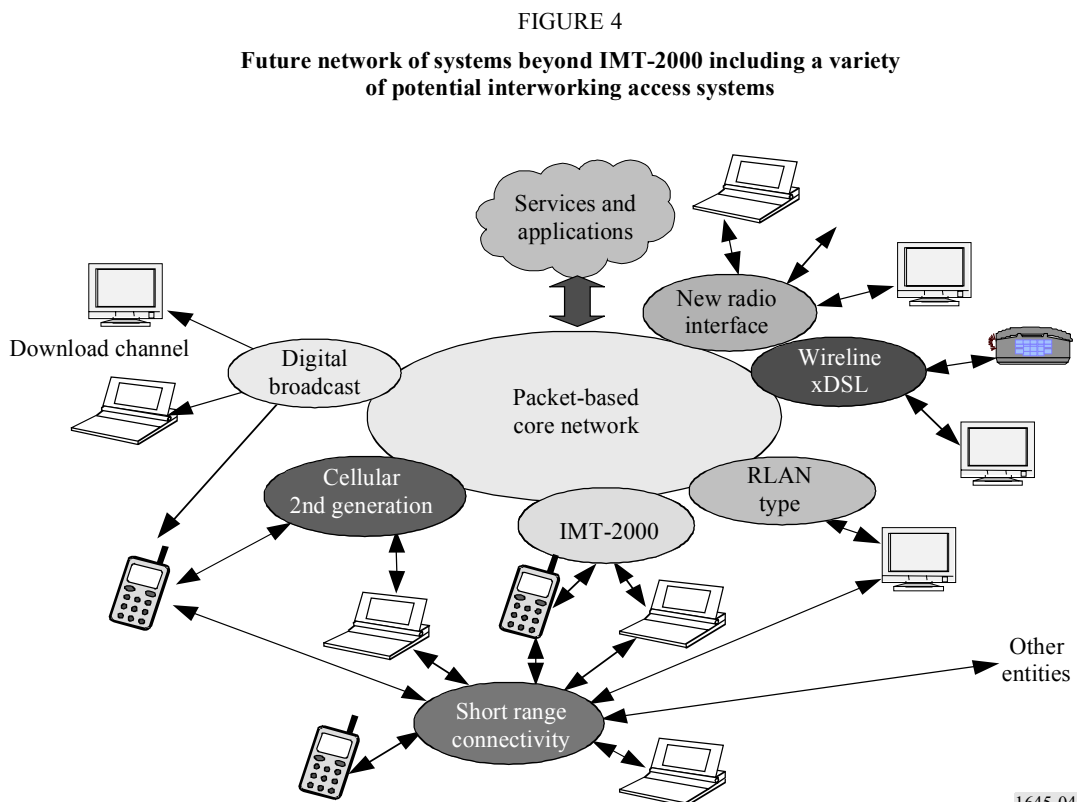 FIGURE 4
Future network of systems beyond IMT-2000 including a variety
of potential interworking access systems
Services and
applications
New radio
interface
Download channel
Digital
broadcast
Wireline
xDSL
Packet-based
core network
Cellular
2nd generation
RLAN
type
IMT-2000
Other
entities
Short range
connectivity
1645-04